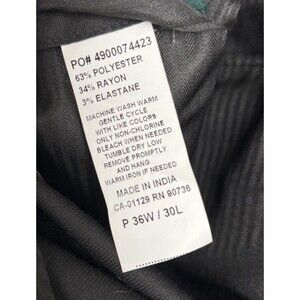 PO# 4900074423
63% POLYESTER
34% RAYON
3% ELASTANE
MACHINE WASH WARM
GENTLE CYCLE
WITH LIKE COLORS
ONLY NON-CHLORINE
BLEACH WHEN NEEDED
TUMBLE DRY LOW
REMOVE PROMPTLY
AND HANG
WARM IRON IF NEEDED
MADE IN INDIA
CA-01129 RN 90736
P 36W / 30L